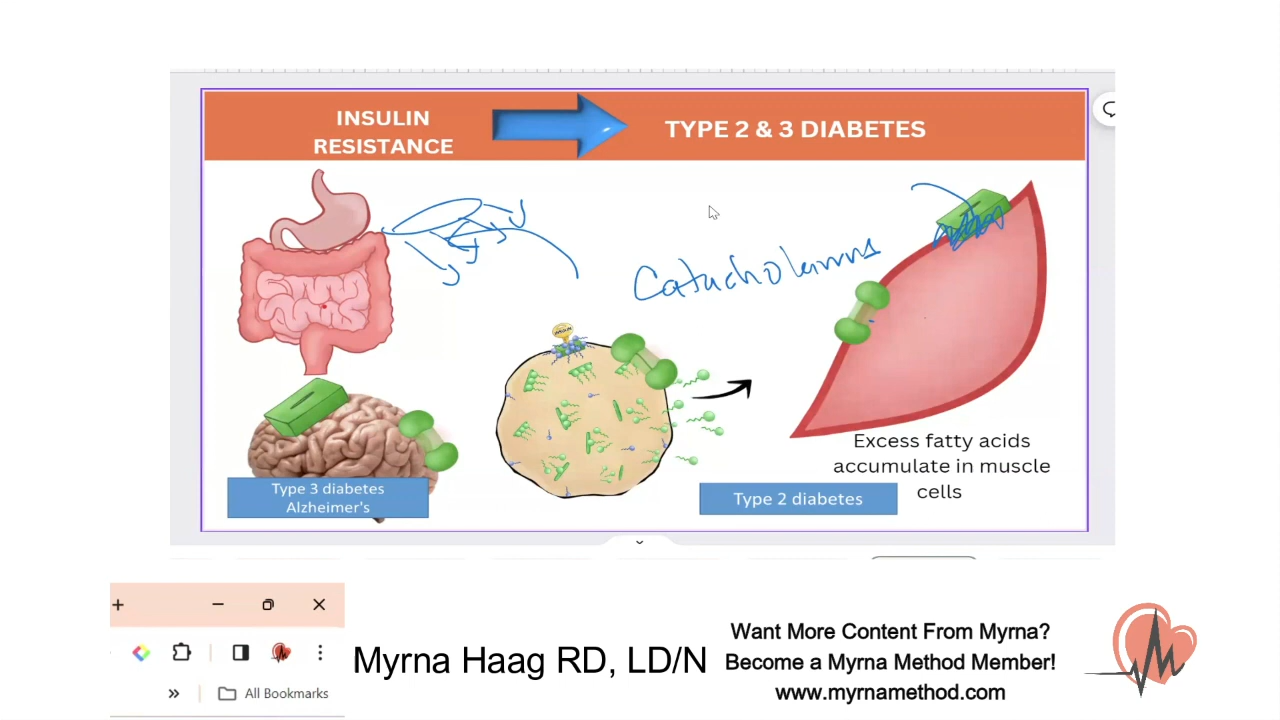 INSULIN
RESISTANCE
TYPE 2 & 3 DIABETES
Catacholamns
Excess fatty acids
accumulate in muscle
cells
Type 3 diabetes
Alzheimer's
Type 2 diabetes
All Bookmarks
Myrna Haag RD, LD/N
Want More Content From Myrna?
Become a Myrna Method Member!
www.myrnamethod.com